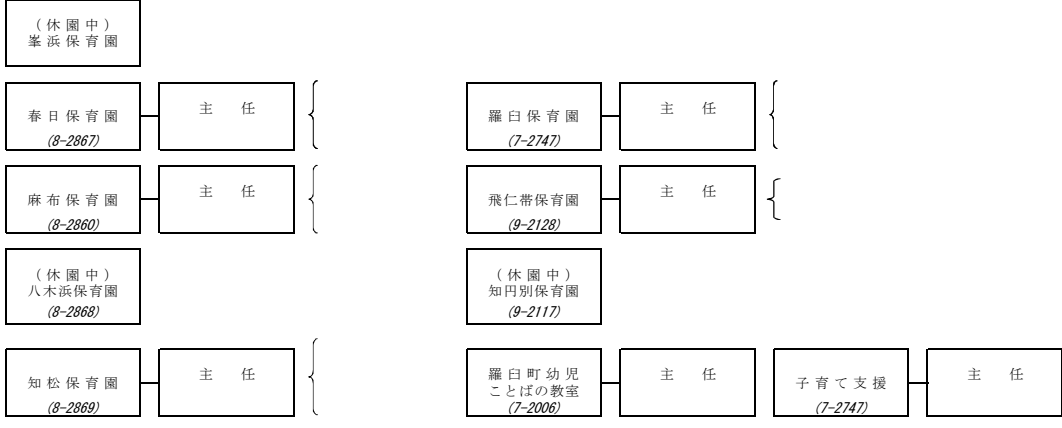 (休園中)
峯浜保育園
春日保育園
(8-2867)
主 任
羅臼保育園
(7-2747)
主 任
麻布保育園
(8-2860)
主 任
飛仁帯保育園
(9-2128)
主 任
(休園中)
八木浜保育園
(8-2868)
(休園中)
知円別保育園
(9-2117)
知松保育園
(8-2869)
主 任
羅臼町幼児
ことばの教室
(7-2006)
主 任
子育て支援
(7-2747)
主 任